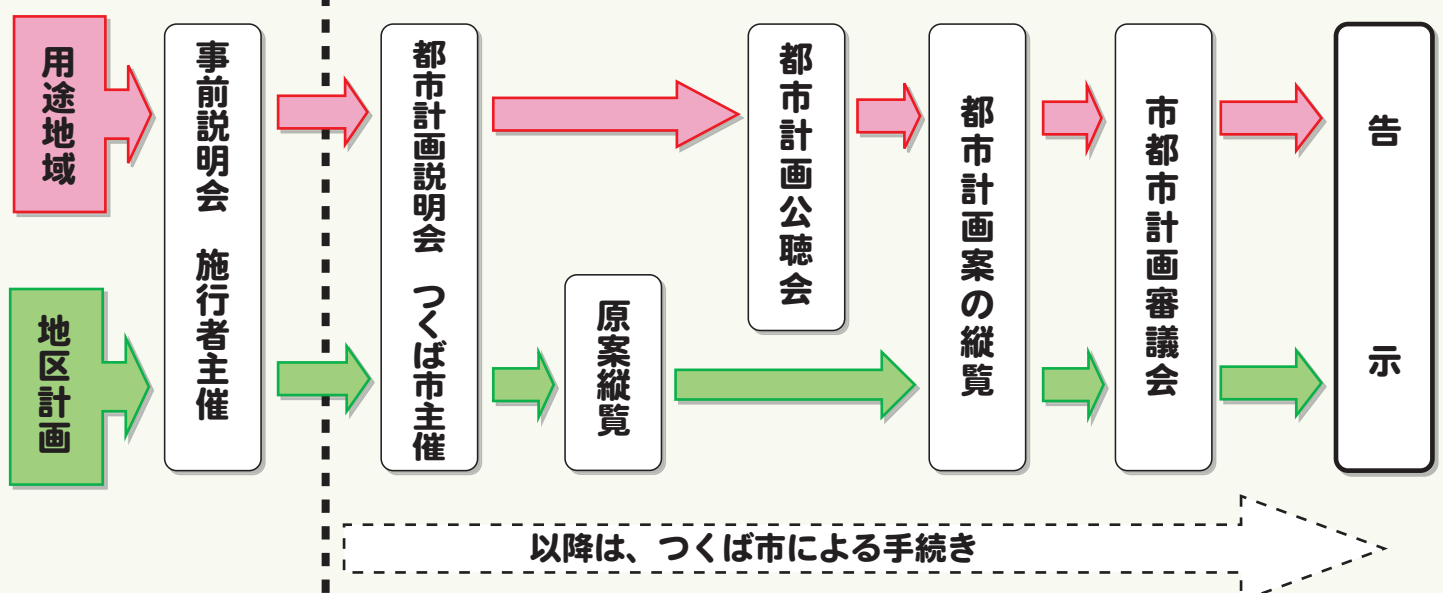 用途地域
地区計画
事前説明会　施行者主催
都市計画説明会　つくば市主催
原案縦覧
都市計画公聴会
都市計画案の縦覧
市都市計画審議会
告示
以降は、つくば市による手続き